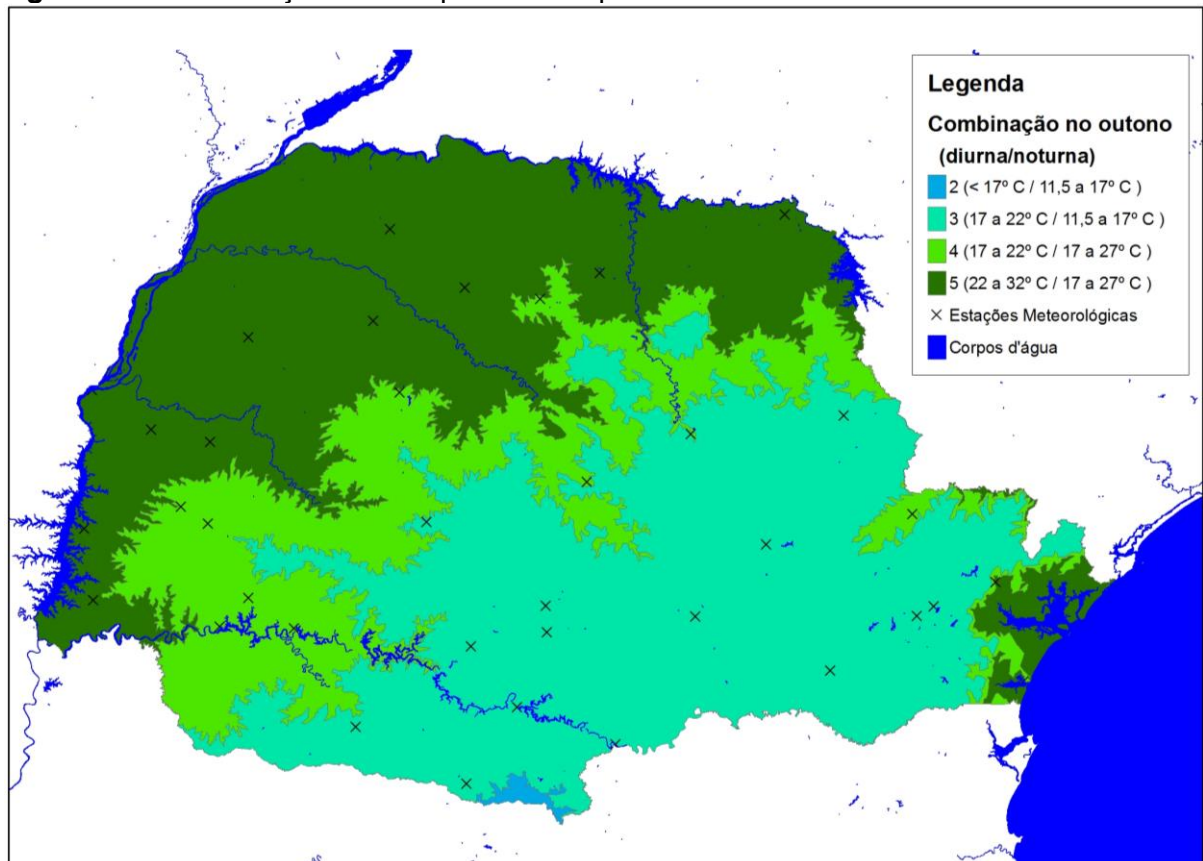 Legenda
Combinação no outono
(diurna/noturna)
2 (< 17º C / 11,5 a 17º C )
3 (17 a 22º C / 11,5 a 17º C )
4 (17 a 22º C / 17 a 27º C )
5 (22 a 32º C / 17 a 27º C )
Estações Meteorológicas
Corpos d'água